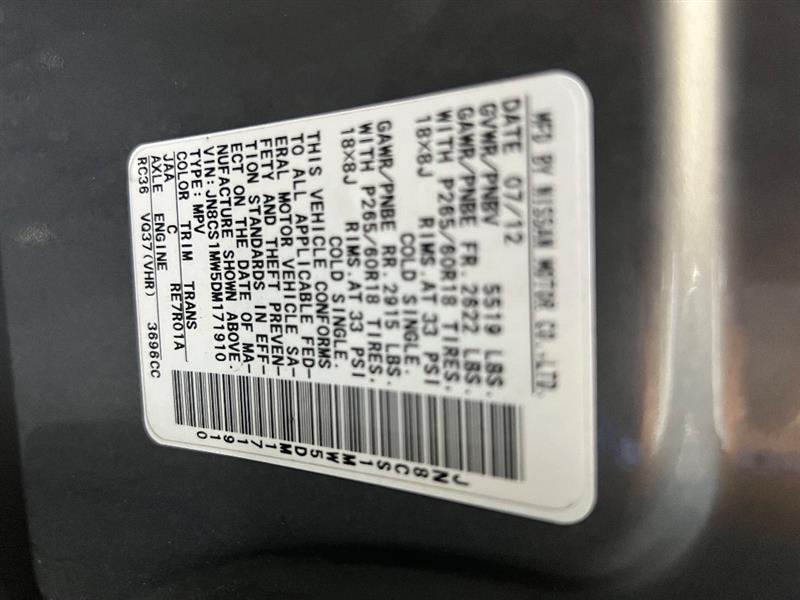 MFD BY NISSAN MOTOR CO.,LTD.
DATE 07/12
GVWR/PNBV 5519 LBS.
GAWR/PNBE FR. 2622 LBS.
WITH P265/60R18 TIRES.
18X8J RIMS.AT 33 PSI
COLD SINGLE.
GAWR/PNBE RR. 2915 LBS.
WITH P265/60R18 TIRES.
18X8J RIMS.AT 33 PSI
COLD SINGLE.
THIS VEHICLE CONFORMS
TO ALL APPLICABLE FED-
ERAL MOTOR VEHICLE SA-
FETY AND THEFT PREVEN-
TION STANDARDS IN EFF-
ECT ON THE DATE OF MA-
NUFACTURE SHOWN ABOVE.
VIN:JN8CS1MW5DM171910
TYPE:MPV
COLOR TRIM TRANS
JAA C RE7R01A
AXLE ENGINE
RC36 VQ37(VHR) 3696CC
JN8CS1MW5DM171910